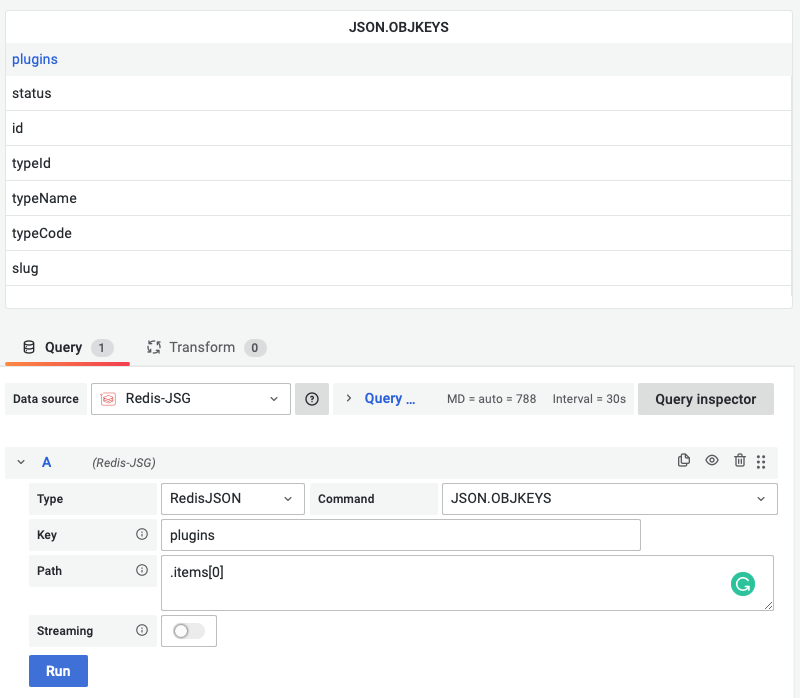 JSON.OBJKEYS
plugins
status
id
typeId
typeName
typeCode
slug
Query 1 Transform 0
Data source Redis-JSG Query ... MD = auto = 788 Interval = 30s Query inspector
A (Redis-JSG)
Type RedisJSON Command JSON.OBJKEYS
Key plugins
Path .items[0]
Streaming
Run